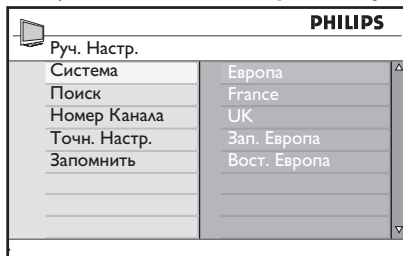 PHILIPS
Руч. Настр.
Система
Поиск
Номер Канала
Точн. Настр.
Запомнить
Европа
France
UK
Зап. Европа
Вост. Европа